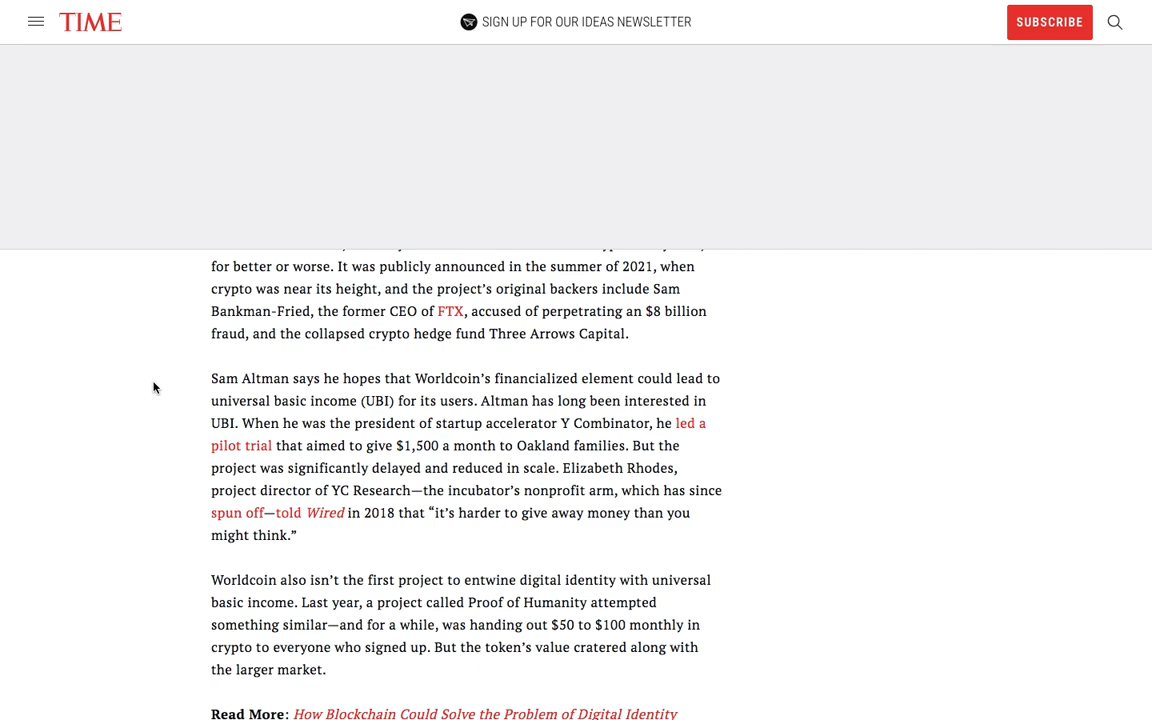 TIME
SIGN UP FOR OUR IDEAS NEWSLETTER
SUBSCRIBE
for better or worse. It was publicly announced in the summer of 2021, when
crypto was near its height, and the project’s original backers include Sam
Bankman-Fried, the former CEO of FTX, accused of perpetrating an $8 billion
fraud, and the collapsed crypto hedge fund Three Arrows Capital.
Sam Altman says he hopes that Worldcoin’s financialized element could lead to
universal basic income (UBI) for its users. Altman has long been interested in
UBI. When he was the president of startup accelerator Y Combinator, he led a
pilot trial that aimed to give $1,500 a month to Oakland families. But the
project was significantly delayed and reduced in scale. Elizabeth Rhodes,
project director of YC Research—the incubator’s nonprofit arm, which has since
spun off—told Wired in 2018 that “it’s harder to give away money than you
might think.”
Worldcoin also isn’t the first project to entwine digital identity with universal
basic income. Last year, a project called Proof of Humanity attempted
something similar—and for a while, was handing out $50 to $100 monthly in
crypto to everyone who signed up. But the token’s value cratered along with
the larger market.
Read More: How Blockchain Could Solve the Problem of Digital Identity